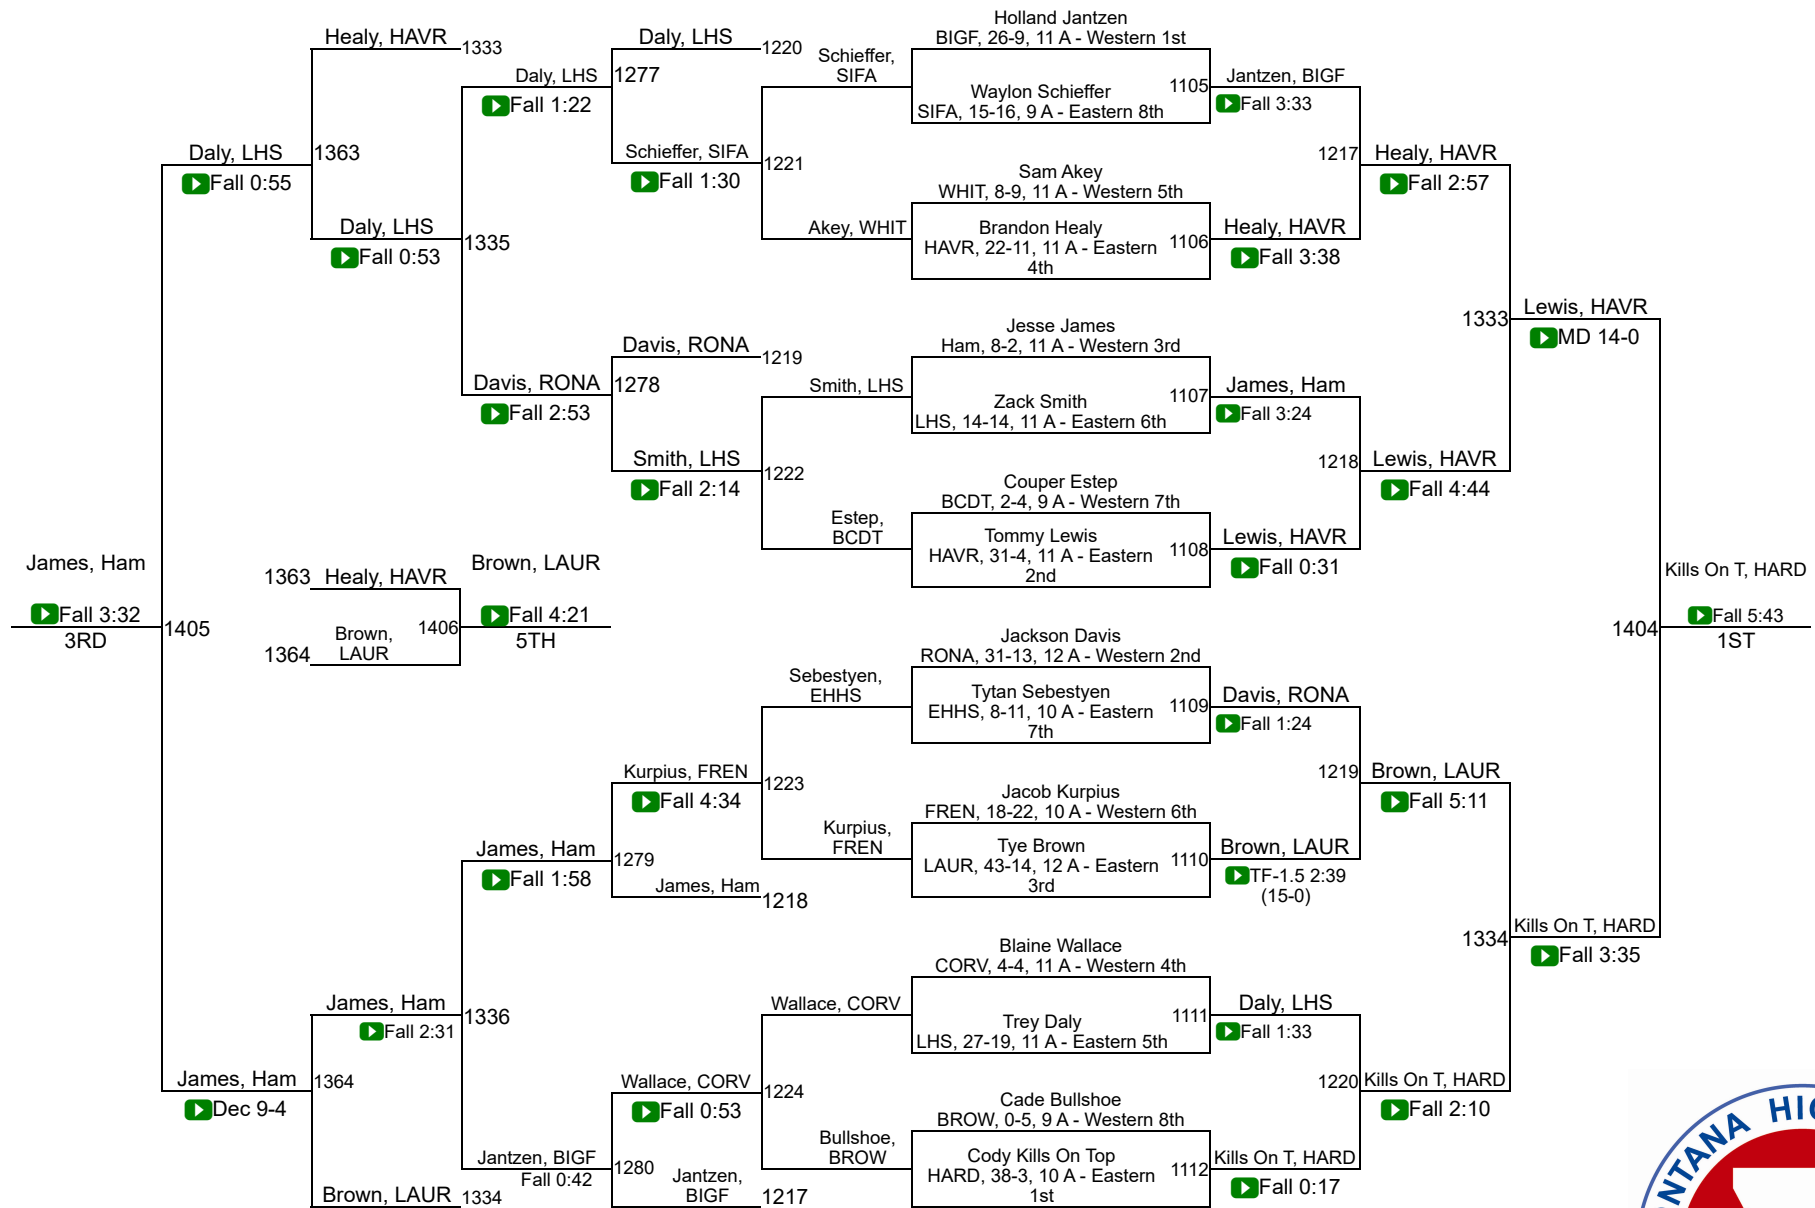 Holland Jantzen
BIGF, 26-9, 11 A - Western 1st
Healy, HAVR
1333
Daly, LHS
1220
Schieffer,
SIFA
Daly, LHS
1277
Fall 1:22
Waylon Schieffer
SIFA, 15-16, 9 A - Eastern 8th
1105
Jantzen, BIGF
Fall 3:33
Daly, LHS
1363
Fall 0:55
Schieffer, SIFA
1221
Fall 1:30
Sam Akey
WHIT, 8-9, 11 A - Western 5th
1217
Healy, HAVR
Fall 2:57
Daly, LHS
1335
Fall 0:53
Akey, WHIT
Brandon Healy
HAVR, 22-11, 11 A - Eastern
4th
1106
Healy, HAVR
Fall 3:38
Jesse James
Ham, 8-2, 11 A - Western 3rd
1333
Lewis, HAVR
MD 14-0
Davis, RONA
1219
Davis, RONA
1278
Fall 2:53
Smith, LHS
Zack Smith
LHS, 14-14, 11 A - Eastern 6th
1107
James, Ham
Fall 3:24
Smith, LHS
1222
Fall 2:14
Couper Estep
BCDT, 2-4, 9 A - Western 7th
1218
Lewis, HAVR
Fall 4:44
Estep,
BCDT
Tommy Lewis
HAVR, 31-4, 11 A - Eastern
2nd
1108
Lewis, HAVR
Fall 0:31
James, Ham
Fall 3:32
3RD
1405
1363
Healy, HAVR
1364
Brown,
LAUR
1406
Brown, LAUR
Fall 4:21
5TH
Kills On T, HARD
1404
Fall 5:43
1ST
Jackson Davis
RONA, 31-13, 12 A - Western 2nd
Sebestyen,
EHHS
Tytan Sebestyen
EHHS, 8-11, 10 A - Eastern
7th
1109
Davis, RONA
Fall 1:24
Kurpius, FREN
1223
Fall 4:34
Jacob Kurpius
FREN, 18-22, 10 A - Western 6th
1219
Brown, LAUR
Fall 5:11
Kurpius,
FREN
Tye Brown
LAUR, 43-14, 12 A - Eastern
3rd
1110
Brown, LAUR
TF-1.5 2:39
(15-0)
James, Ham
1279
Fall 1:58
James, Ham
1218
Blaine Wallace
CORV, 4-4, 11 A - Western 4th
1334
Kills On T, HARD
Fall 3:35
James, Ham
1336
Fall 2:31
Wallace, CORV
Trey Daly
LHS, 27-19, 11 A - Eastern 5th
1111
Daly, LHS
Fall 1:33
James, Ham
1364
Dec 9-4
Wallace, CORV
1224
Fall 0:53
Cade Bullshoe
BROW, 0-5, 9 A - Western 8th
1220
Kills On T, HARD
Fall 2:10
Bullshoe,
BROW
Cody Kills On Top
HARD, 38-3, 10 A - Eastern
1st
1112
Kills On T, HARD
Fall 0:17
Jantzen, BIGF
1280
Fall 0:42
Jantzen,
BIGF
1217
Brown, LAUR
1334